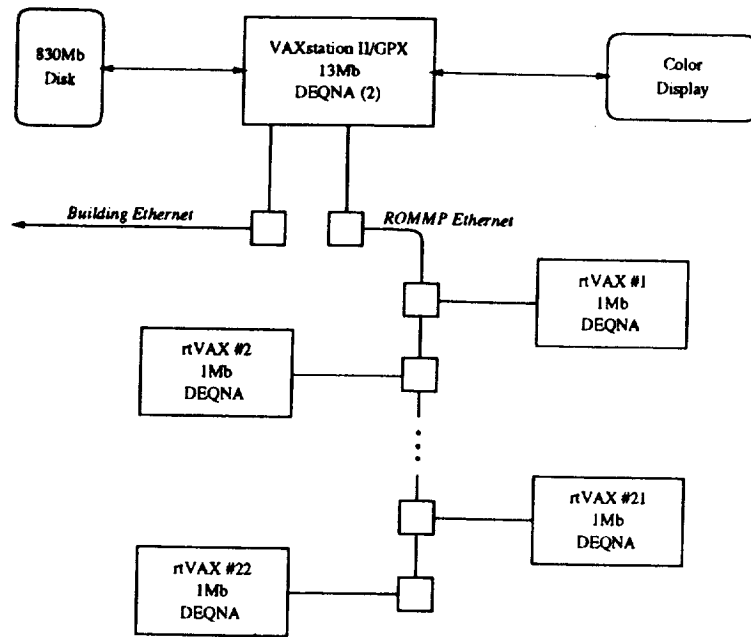 830Mb
Disk
VAXstation II/GPX
13Mb
DEQNA (2)
Color
Display
Building Ethernet
ROMMP Ethernet
rtVAX #1
1Mb
DEQNA
rtVAX #2
1Mb
DEQNA
rtVAX #21
1Mb
DEQNA
rtVAX #22
1Mb
DEQNA